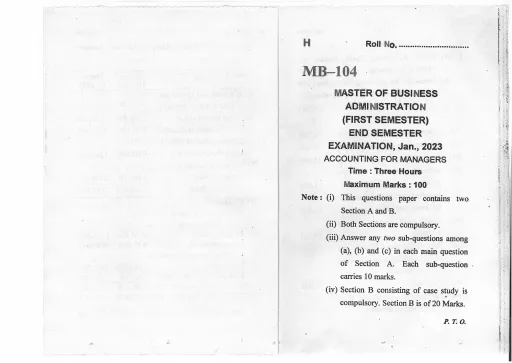 H Roll No. ..............................
MB–104
MASTER OF BUSINESS
ADMINISTRATION
(FIRST SEMESTER)
END SEMESTER
EXAMINATION, Jan., 2023
ACCOUNTING FOR MANAGERS
Time : Three Hours
Maximum Marks : 100
Note : (i) This questions paper contains two
Section A and B.
(ii) Both Sections are compulsory.
(iii) Answer any two sub-questions among
(a), (b) and (c) in each main question
of Section A. Each sub-question
carries 10 marks.
(iv) Section B consisting of case study is
compulsory. Section B is of 20 Marks.
P. T. O.